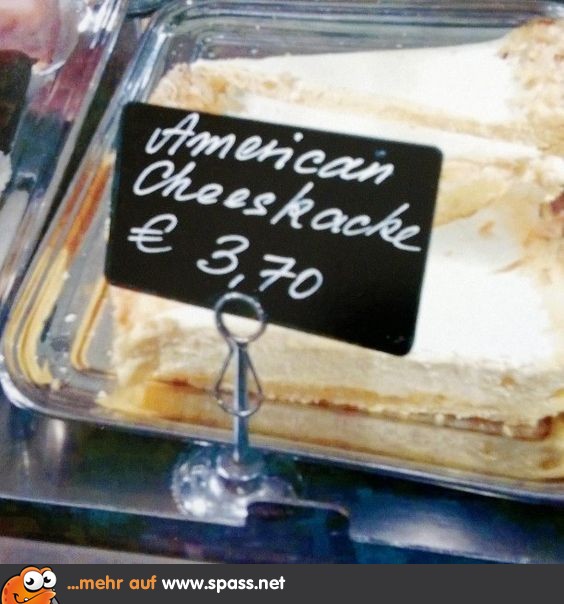 American
Cheeskacke
€ 3,70
...mehr auf www.spass.net